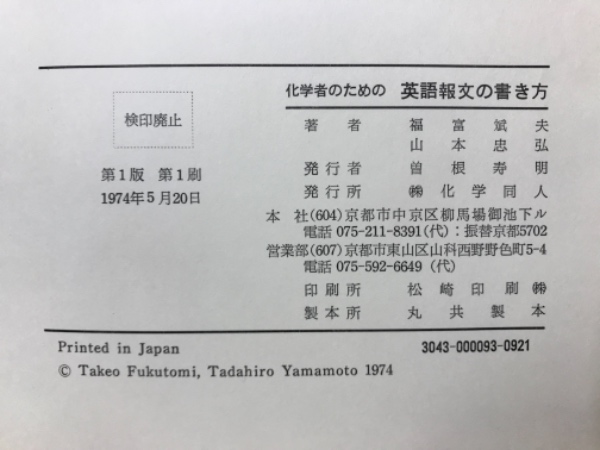 化学者のための 英語報文の書き方
検印廃止
第1版 第1刷
1974年5月20日
著者 福富斌夫
山本忠弘
発行者 曽根寿明
発行所 ㈱化学同人
本社(604)京都市中京区柳馬場御池下ル
電話 075-211-8391(代):振替京都5702
営業部(607)京都市東山区山科西野野色町5-4
電話 075-592-6649(代)
印刷所 松崎印刷㈱
製本所 丸共製本
Printed in Japan
3043-000093-0921
© Takeo Fukutomi, Tadahiro Yamamoto 1974